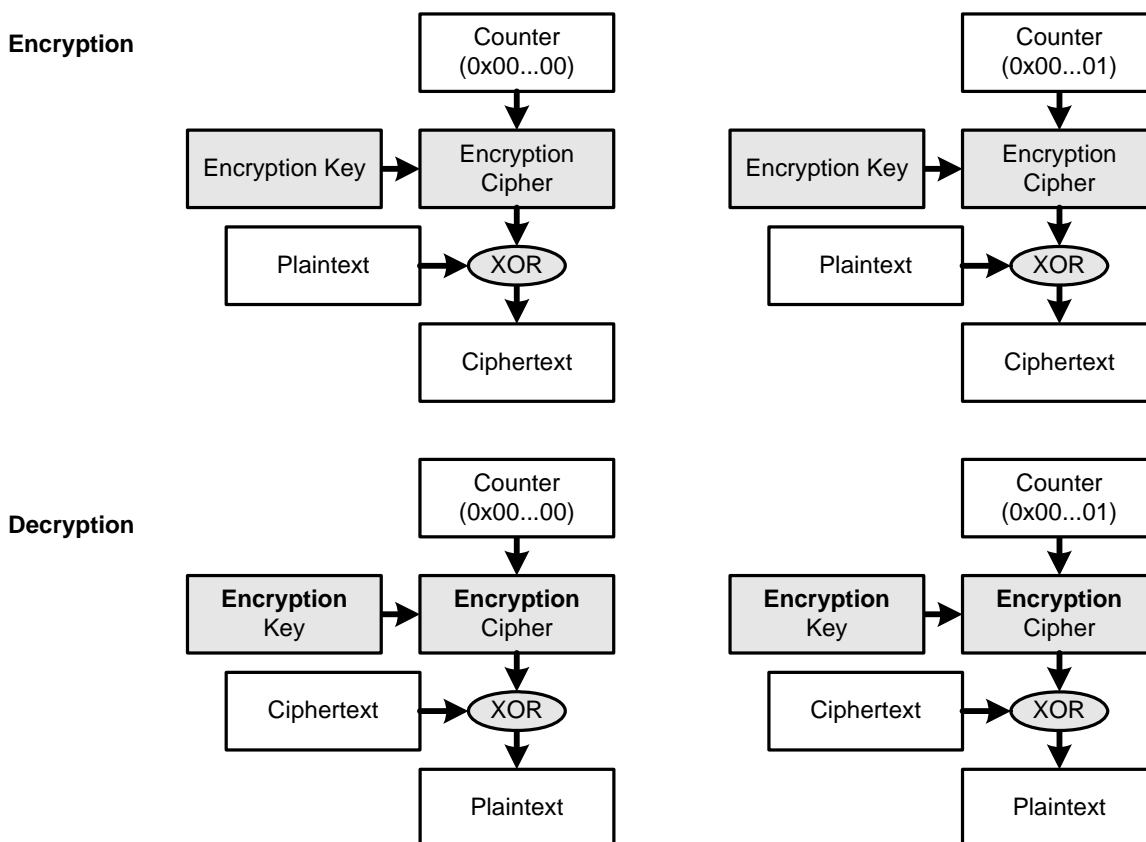 Encryption
Counter
(0x00...00)
Counter
(0x00...01)
Encryption Key
Encryption
Cipher
Encryption Key
Encryption
Cipher
Plaintext
XOR
Plaintext
XOR
Ciphertext
Ciphertext
Decryption
Counter
(0x00...00)
Counter
(0x00...01)
Encryption
Key
Encryption
Cipher
Encryption
Key
Encryption
Cipher
Ciphertext
XOR
Ciphertext
XOR
Plaintext
Plaintext